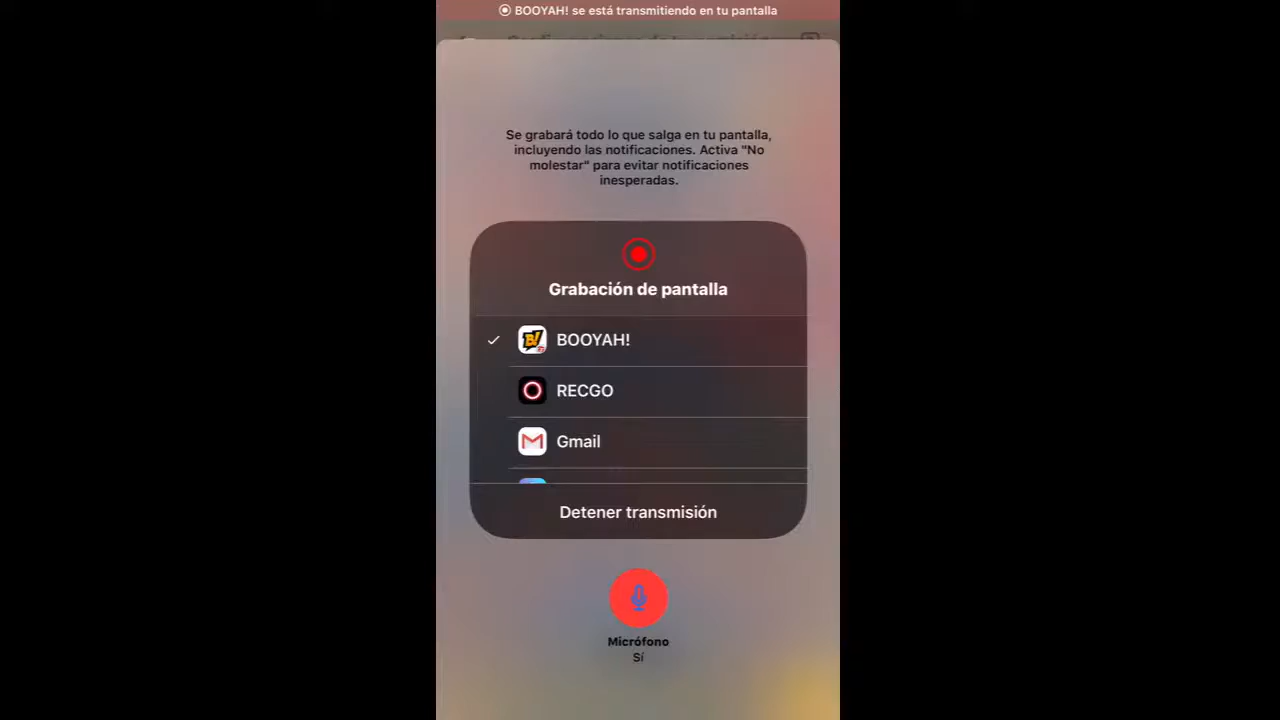 BOOYAH! se está transmitiendo en tu pantalla
Se grabará todo lo que salga en tu pantalla,
incluyendo las notificaciones. Activa "No
molestar" para evitar notificaciones
inesperadas.
Grabación de pantalla
BOOYAH!
RECGO
Gmail
Detener transmisión
Micrófono
Sí